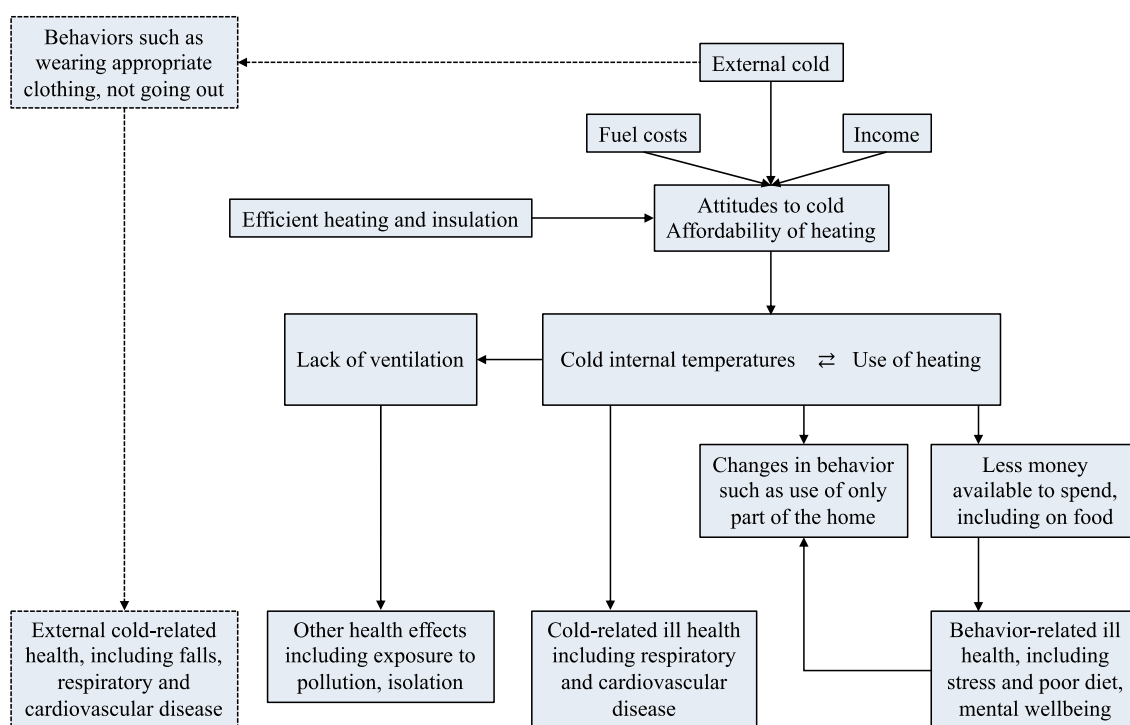 Behaviors such as
wearing appropriate
clothing, not going out
External cold
Fuel costs
Income
Efficient heating and insulation
Attitudes to cold
Affordability of heating
Lack of ventilation
Cold internal temperatures ⇄ Use of heating
Changes in behavior
such as use of only
part of the home
Less money
available to spend,
including on food
External cold-related
health, including falls,
respiratory and
cardiovascular disease
Other health effects
including exposure to
pollution, isolation
Cold-related ill health
including respiratory
and cardiovascular
disease
Behavior-related ill
health, including
stress and poor diet,
mental wellbeing